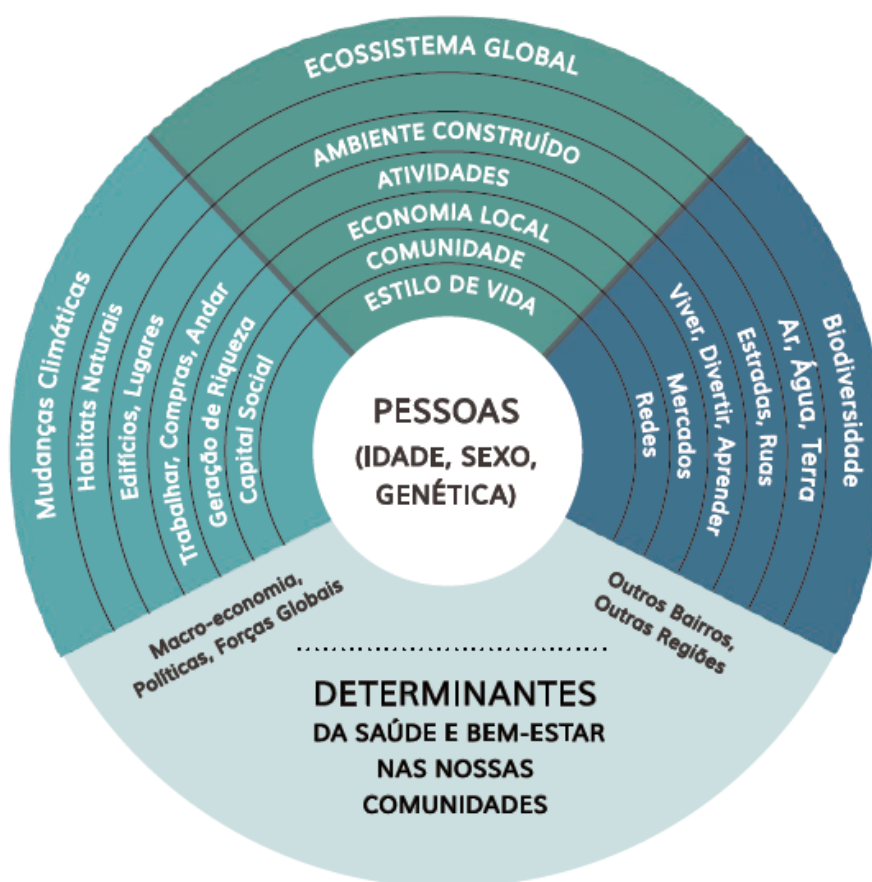 ECOSSISTEMA GLOBAL
AMBIENTE CONSTRUÍDO
ATIVIDADES
ECONOMIA LOCAL
COMUNIDADE
ESTILO DE VIDA
Mudanças Climáticas
Habitats Naturais
Edifícios, Lugares
Trabalhar, Compras, Andar
Geração de Riqueza
Capital Social
PESSOAS
(IDADE, SEXO,
GENÉTICA)
Redes
Mercados
Viver, Divertir, Aprender
Estradas, Ruas
Ar, Água, Terra
Biodiversidade
Macro-economia,
Políticas, Forças Globais
Outros Bairros,
Outras Regiões
DETERMINANTES
DA SAÚDE E BEM-ESTAR
NAS NOSSAS
COMUNIDADES